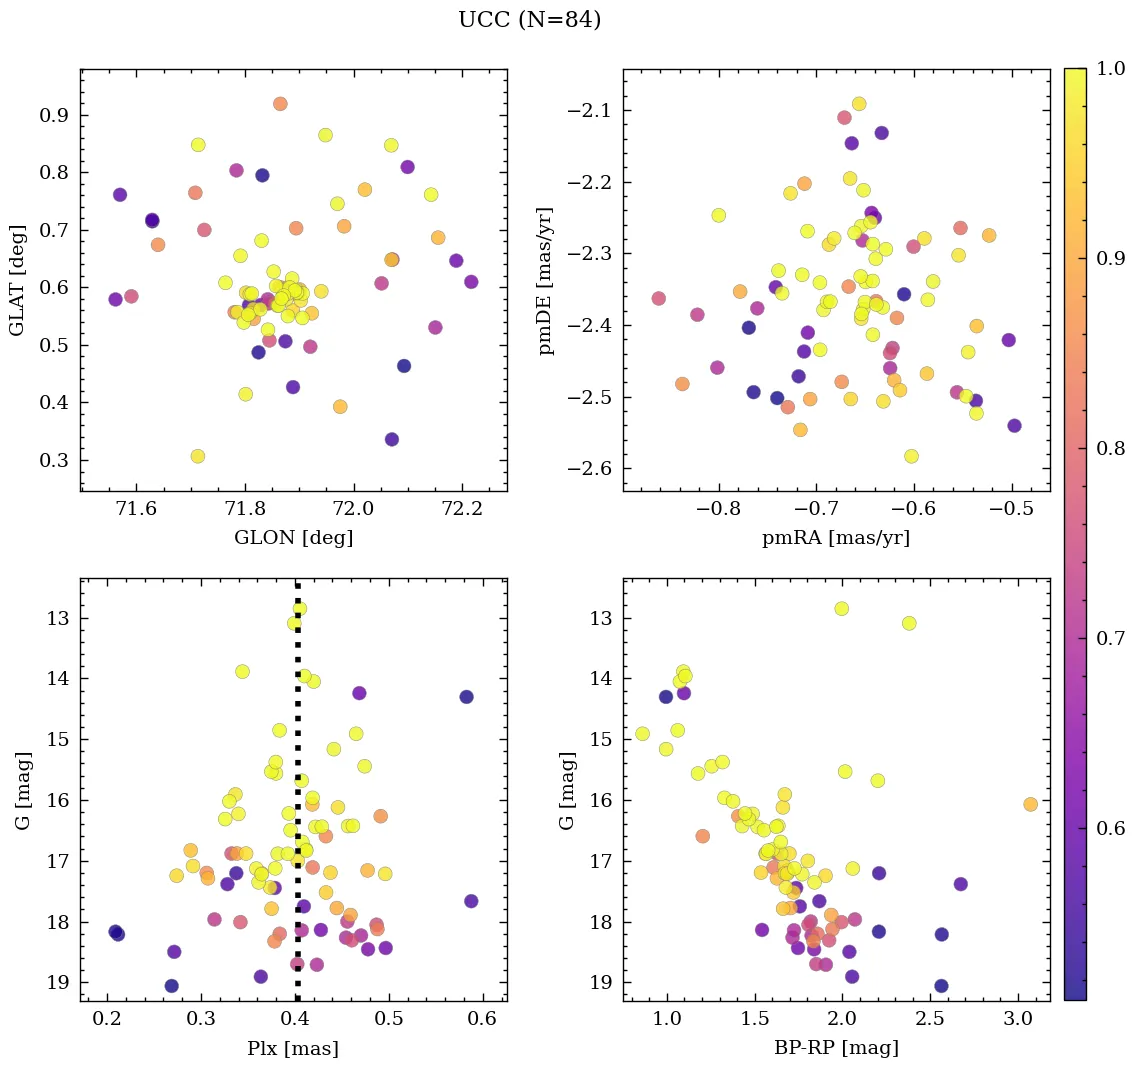 UCC (N=84)
0.9
0.8
0.7
0.6
0.5
0.4
0.3
GLAT [deg]
71.6 71.8 72.0 72.2
GLON [deg]
−2.1
−2.2
−2.3
−2.4
−2.5
−2.6
pmDE [mas/yr]
−0.8 −0.7 −0.6 −0.5
pmRA [mas/yr]
13
14
15
16
17
18
19
G [mag]
0.2 0.3 0.4 0.5 0.6
Plx [mas]
13
14
15
16
17
18
19
G [mag]
1.0 1.5 2.0 2.5 3.0
BP-RP [mag]
1.0
0.9
0.8
0.7
0.6